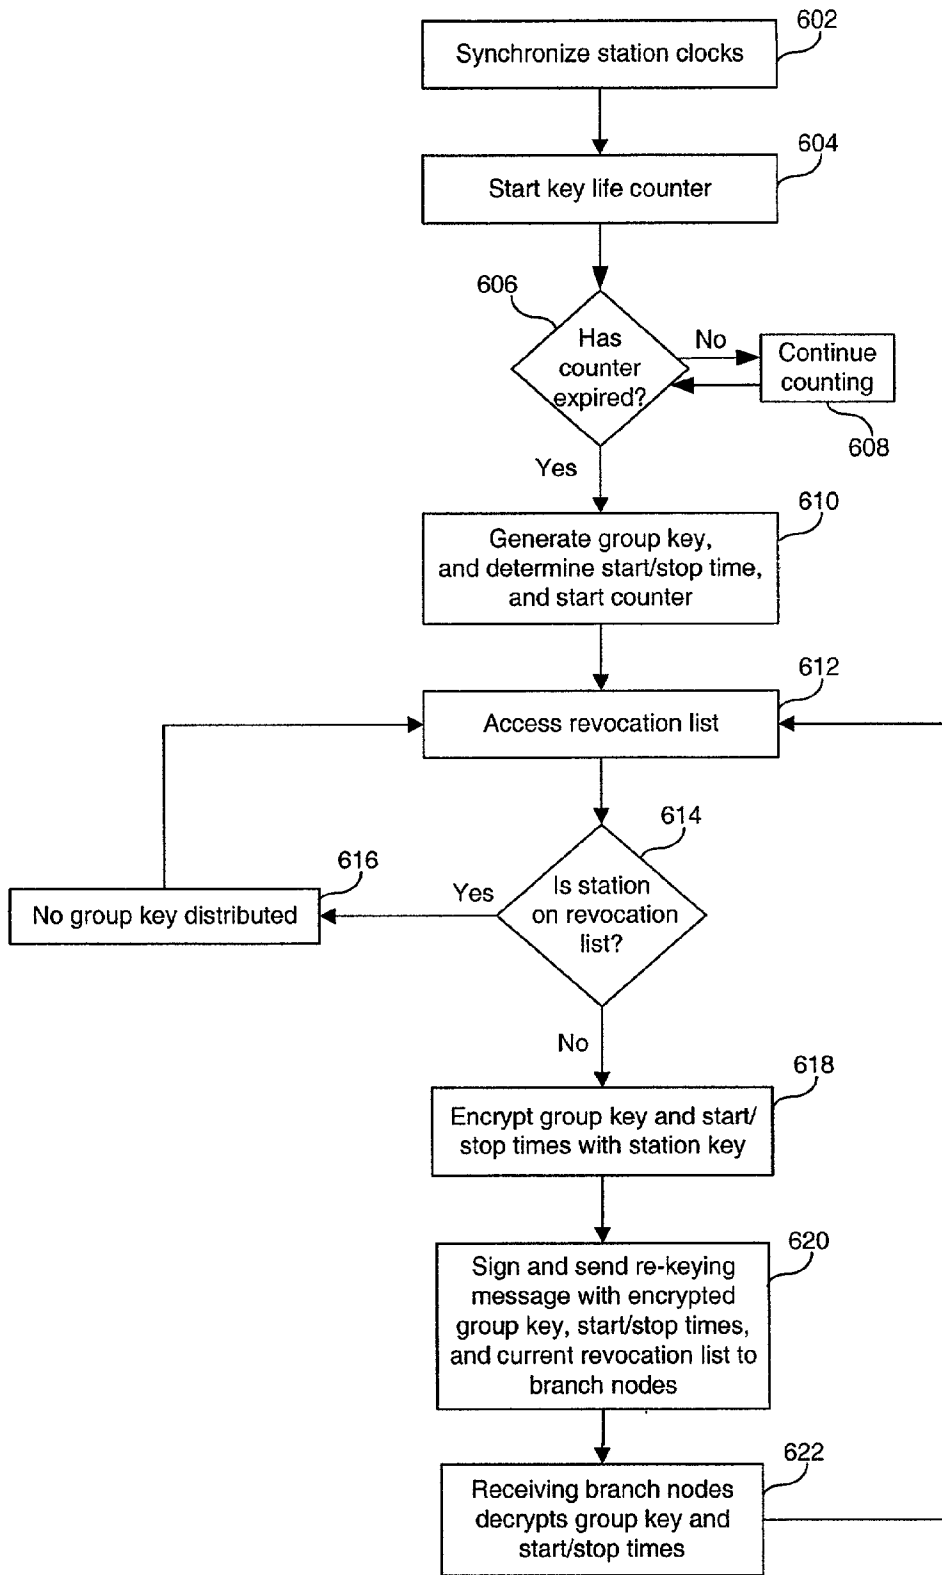 602
Synchronize station clocks
604
Start key life counter
606
Has
counter
expired?
No
Continue
counting
608
Yes
610
Generate group key,
and determine start/stop time,
and start counter
612
Access revocation list
614
616
Yes
Is station
on revocation
list?
No group key distributed
No
618
Encrypt group key and start/
stop times with station key
620
Sign and send re-keying
message with encrypted
group key, start/stop times,
and current revocation list to
branch nodes
622
Receiving branch nodes
decrypts group key and
start/stop times